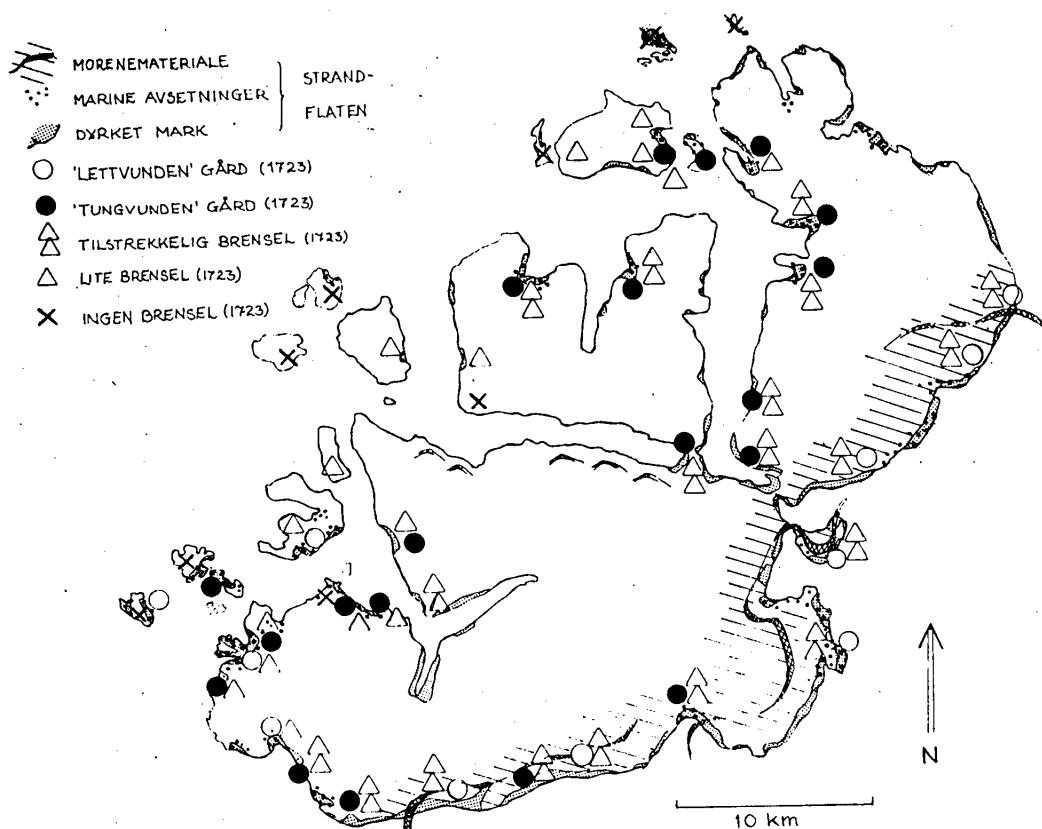 MORENEMATERIALE
MARINE AVSETNINGER
DYRKET MARK
STRAND-
FLATEN
'LETTVUNDEN' GÅRD (1723)
'TUNGVUNDEN' GÅRD (1723)
TILSTREKKELIG BRENSEL (1723)
LITE BRENSEL (1723)
INGEN BRENSEL (1723)
N
10 km